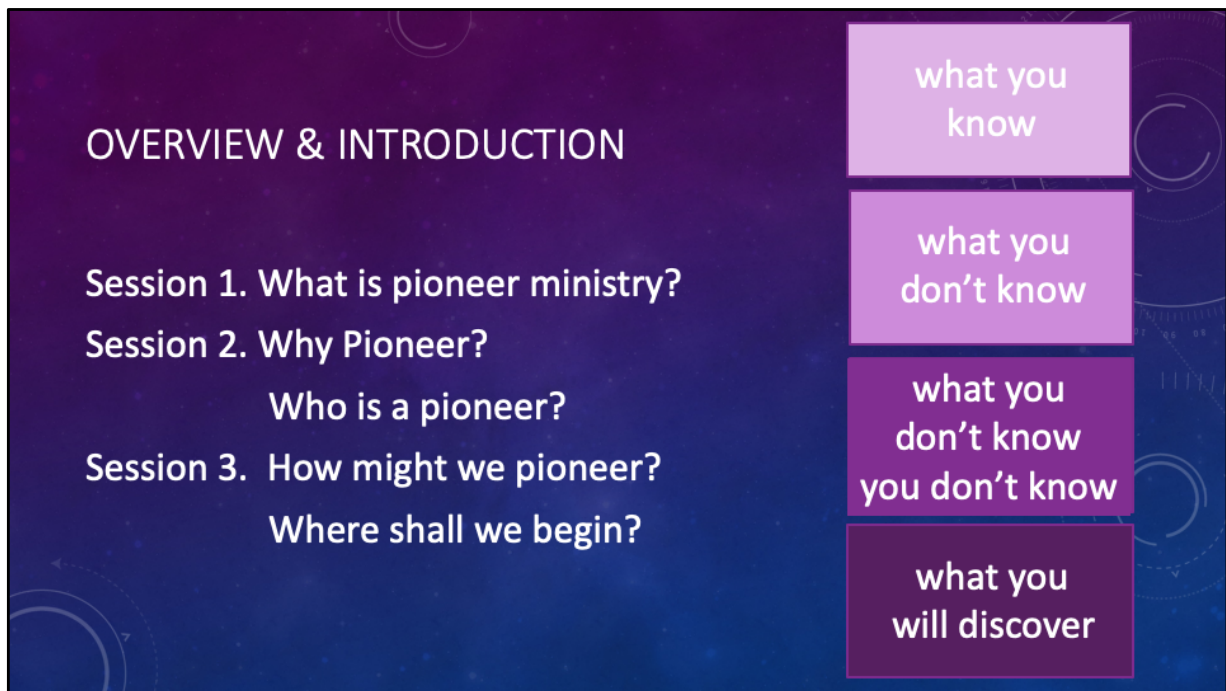 OVERVIEW & INTRODUCTION
Session 1. What is pioneer ministry?
Session 2. Why Pioneer?
Who is a pioneer?
Session 3. How might we pioneer?
Where shall we begin?
what you
know
what you
don't know
what you
don't know
you don't know
what you
will discover